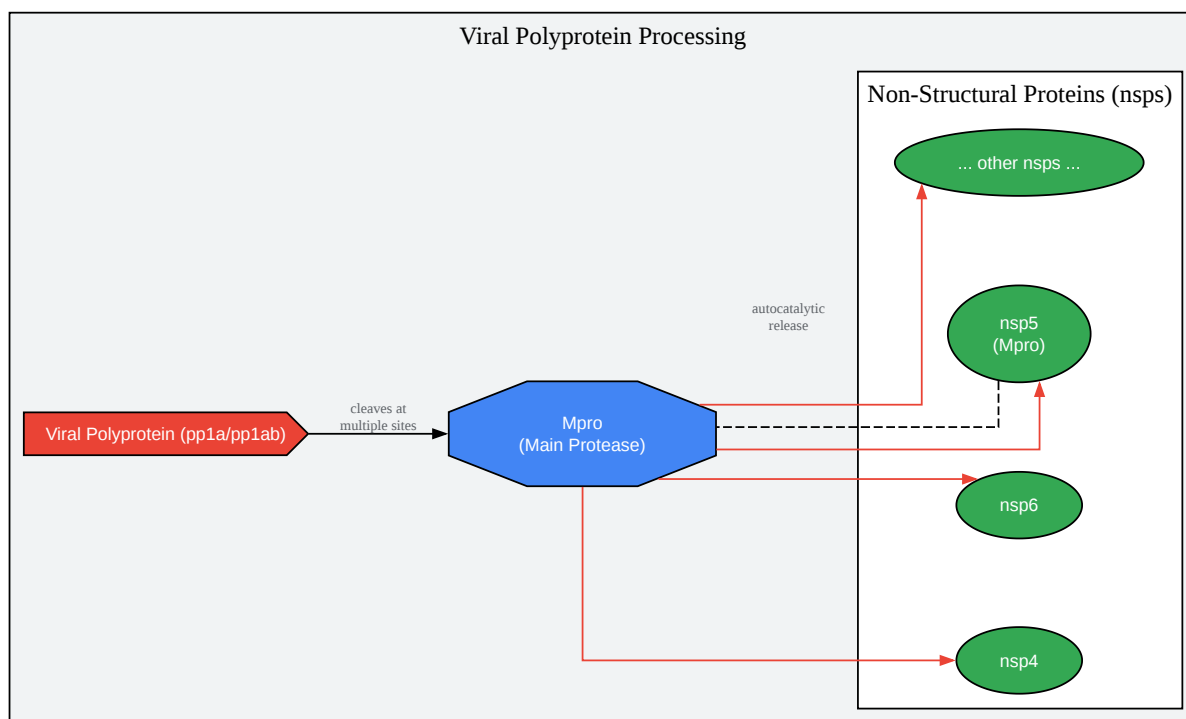 Viral Polyprotein Processing
Non-Structural Proteins (nsps)
... other nsps ...
autocatalytic
release
nsp5
(Mpro)
Viral Polyprotein (pp1a/pp1ab)
cleaves at
multiple sites
Mpro
(Main Protease)
nsp6
nsp4